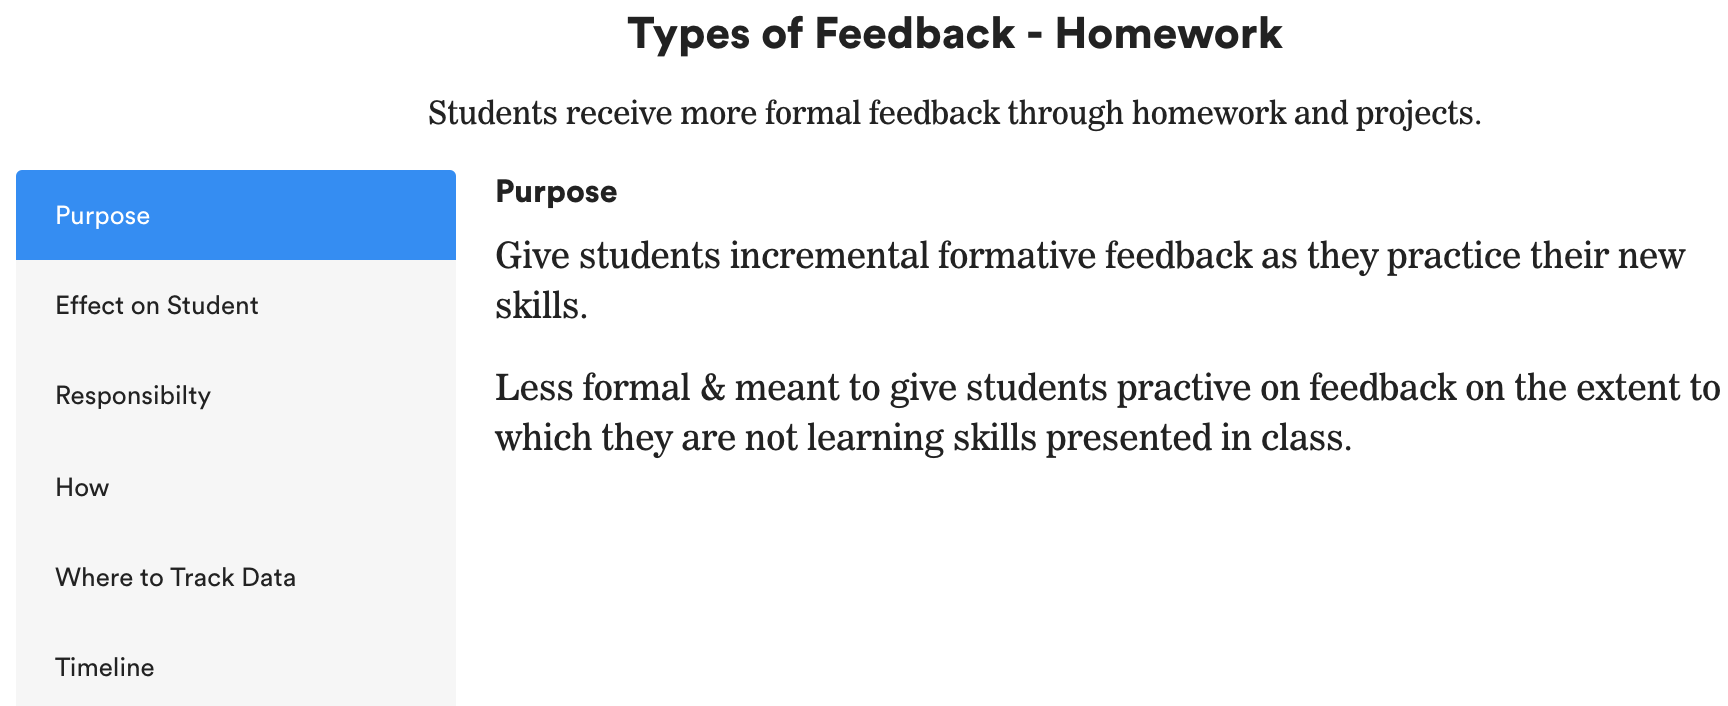 Types of Feedback - Homework
Students receive more formal feedback through homework and projects.
Purpose
Effect on Student
Responsibilty
How
Where to Track Data
Timeline
Purpose
Give students incremental formative feedback as they practice their new
skills.
Less formal & meant to give students practive on feedback on the extent to
which they are not learning skills presented in class.